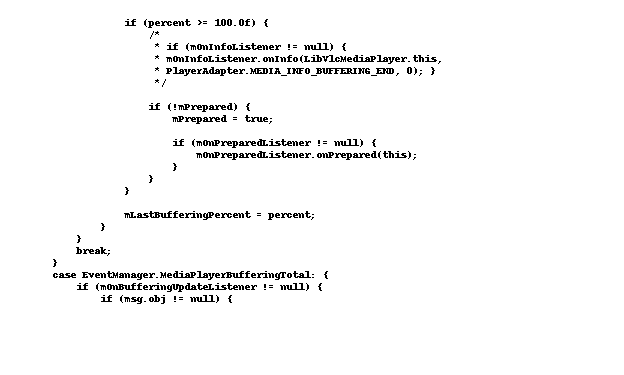 if (percent >= 100.0f) {
/*
* if (mOnInfoListener != null) {
* mOnInfoListener.onInfo(LibVlcMediaPlayer.this,
* PlayerAdapter.MEDIA_INFO_BUFFERING_END, 0); }
*/
if (!mPrepared) {
mPrepared = true;
if (mOnPreparedListener != null) {
mOnPreparedListener.onPrepared(this);
}
}
}
mLastBufferingPercent = percent;
}
}
break;
}
case EventManager.MediaPlayerBufferingTotal: {
if (mOnBufferingUpdateListener != null) {
if (msg.obj != null) {